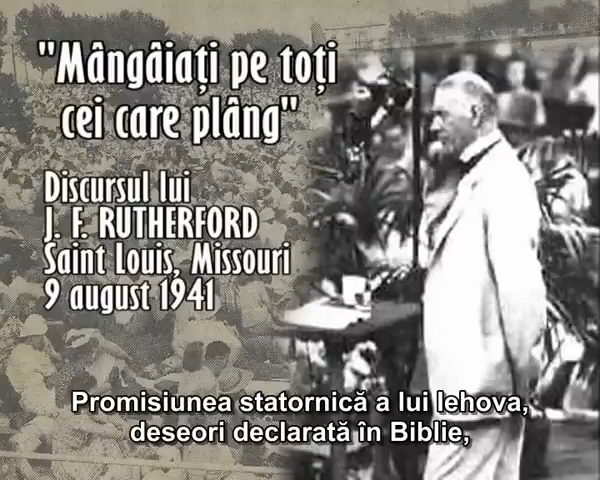 "Mângâiați pe toți
cei care plâng"
Discursul lui
J. F. RUTHERFORD
Saint Louis, Missouri
9 august 1941
Promisiunea statornică a lui Iehova,
deseori declarată în Biblie,